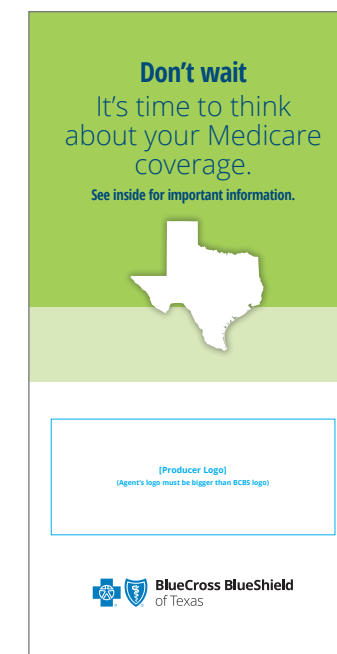 Don't wait
It's time to think
about your Medicare
coverage.
See inside for important information.
[Producer Logo]
(Agent's logo must be bigger than BCBS logo)
BlueCross BlueShield
of Texas